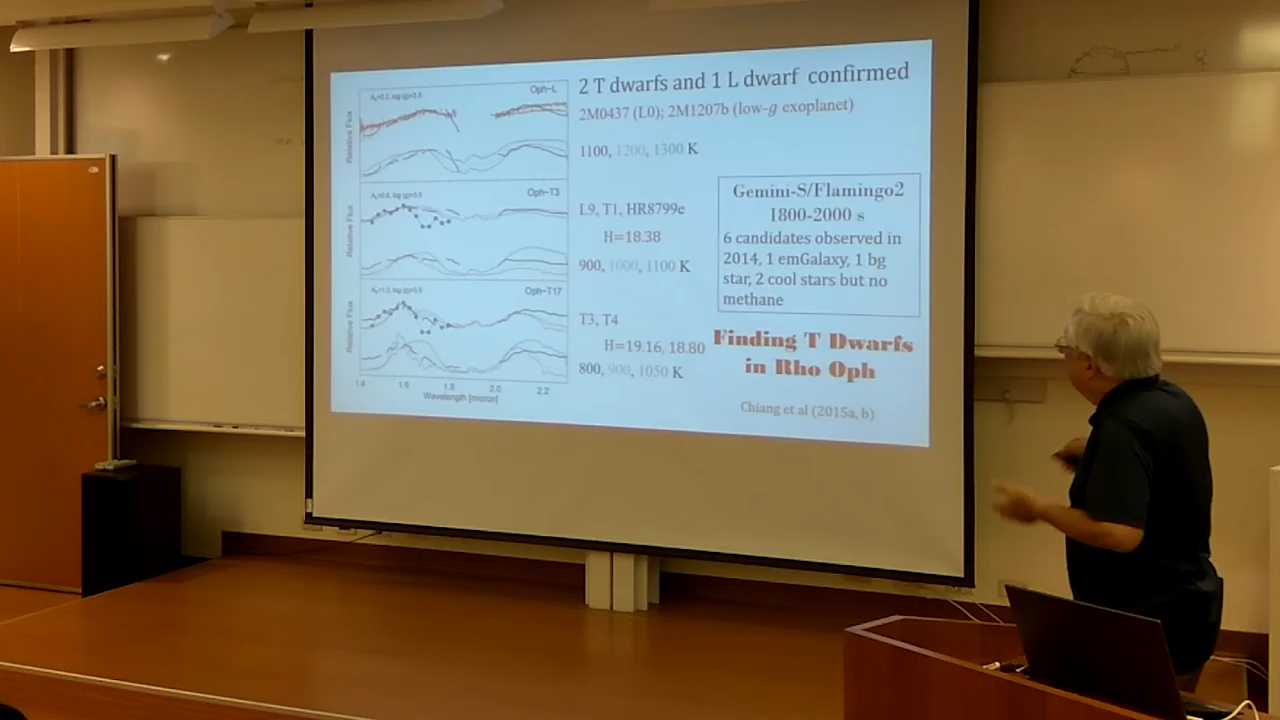 2 T dwarfs and 1 L dwarf confirmed
2M0437 (L0); 2M1207b (low-g exoplanet)
Oph-L
Relative Flux
1100, 1200, 1300 K
Gemini-S/Flamingo2
1800-2000 s
6 candidates observed in
2014, 1 emGalaxy, 1 bg
star, 2 cool stars but no
methane
Oph-T3
Relative Flux
L9, T1, HR8799e
H=18.38
900, 1000, 1100 K
Oph-T17
Relative Flux
T3, T4
H=19.16, 18.80
800, 900, 1050 K
Finding T Dwarfs
in Rho Oph
Chiang et al (2015a, b)
1.4 1.6 1.8 2.0 2.2
Wavelength [micron]